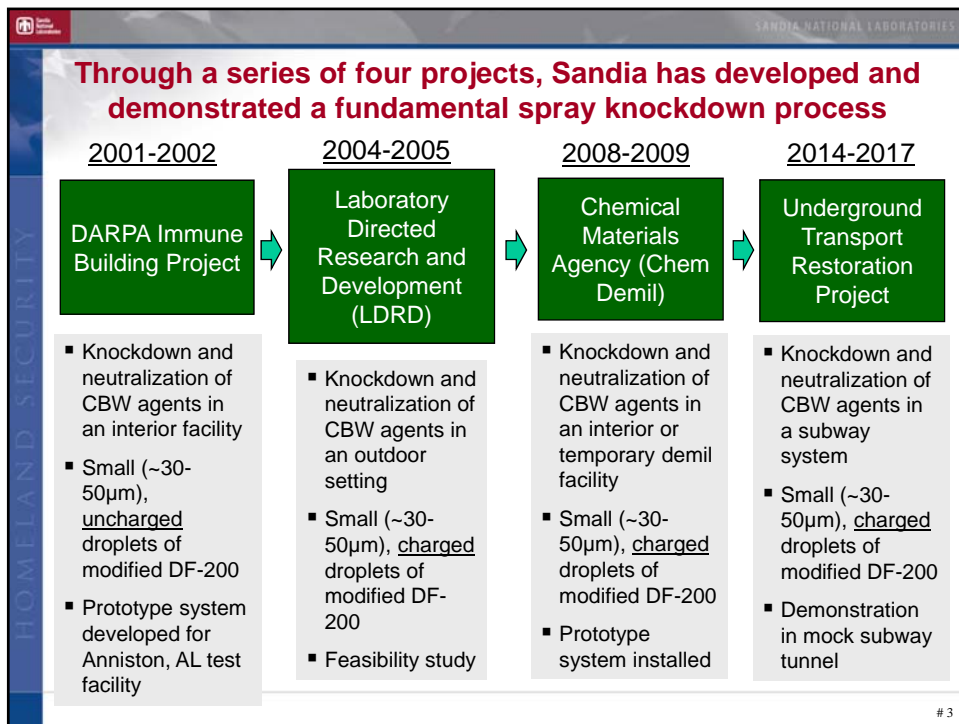 Sandia
National
Laboratories
SANDIA NATIONAL LABORATORIES
HOMELAND SECURITY
Through a series of four projects, Sandia has developed and
demonstrated a fundamental spray knockdown process
2001-2002
DARPA Immune
Building Project
▪ Knockdown and
neutralization of
CBW agents in
an interior facility
▪ Small (~30-
50µm),
uncharged
droplets of
modified DF-200
▪ Prototype system
developed for
Anniston, AL test
facility
2004-2005
Laboratory
Directed
Research and
Development
(LDRD)
▪ Knockdown and
neutralization of
CBW agents in
an outdoor
setting
▪ Small (~30-
50µm), charged
droplets of
modified DF-
200
▪ Feasibility study
2008-2009
Chemical
Materials
Agency (Chem
Demil)
▪ Knockdown and
neutralization of
CBW agents in
an interior or
temporary demil
facility
▪ Small (~30-
50µm), charged
droplets of
modified DF-200
▪ Prototype
system installed
2014-2017
Underground
Transport
Restoration
Project
▪ Knockdown and
neutralization of
CBW agents in
a subway
system
▪ Small (~30-
50µm), charged
droplets of
modified DF-200
▪ Demonstration
in mock subway
tunnel
# 3